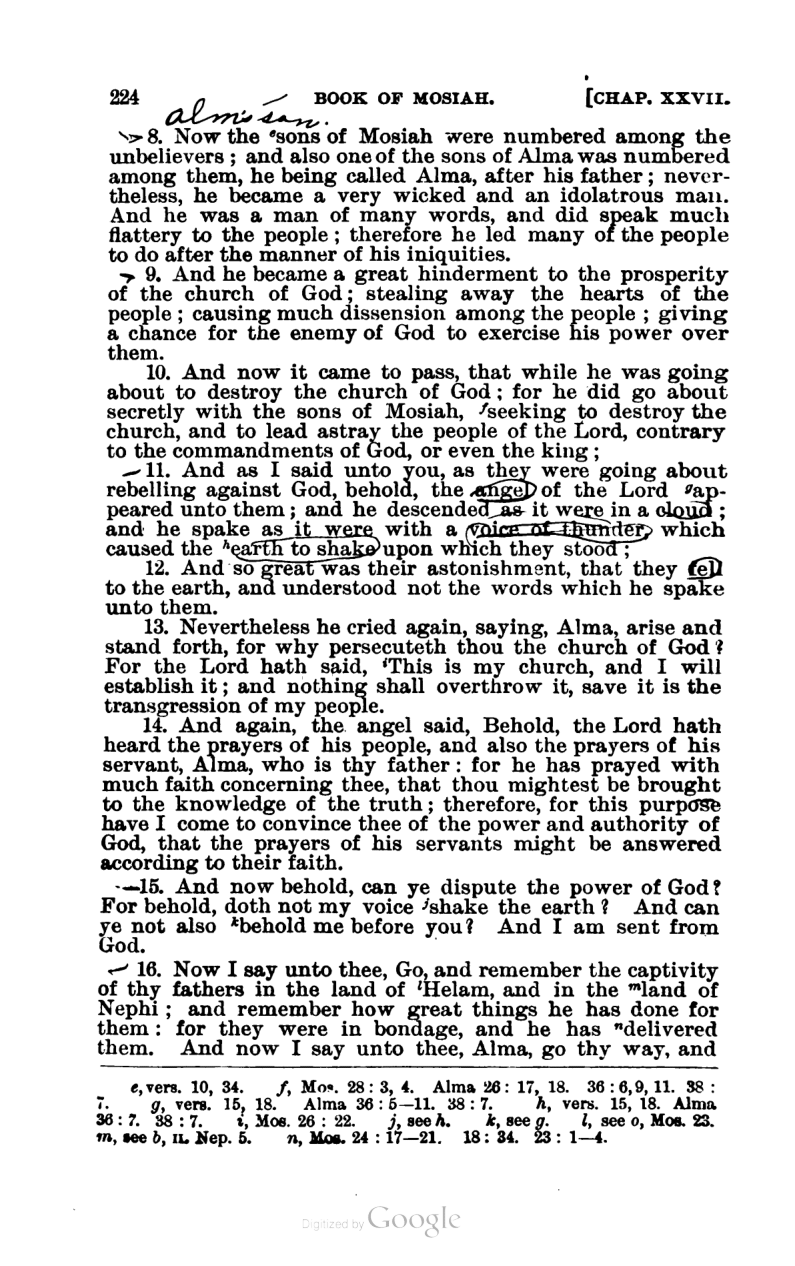 224 BOOK OF MOSIAH. [CHAP. XXVII.
alm's son.
8. Now the ᵉsons of Mosiah were numbered among the
unbelievers ; and also one of the sons of Alma was numbered
among them, he being called Alma, after his father ; never-
theless, he became a very wicked and an idolatrous man.
And he was a man of many words, and did speak much
flattery to the people ; therefore he led many of the people
to do after the manner of his iniquities.
9. And he became a great hinderment to the prosperity
of the church of God ; stealing away the hearts of the
people ; causing much dissension among the people ; giving
a chance for the enemy of God to exercise his power over
them.
10. And now it came to pass, that while he was going
about to destroy the church of God ; for he did go about
secretly with the sons of Mosiah, ᶠseeking to destroy the
church, and to lead astray the people of the Lord, contrary
to the commandments of God, or even the king ;
11. And as I said unto you, as they were going about
rebelling against God, behold, the angel of the Lord ᵍap-
peared unto them ; and he descended as it were in a cloud ;
and he spake as it were with a voice of thunder, which
caused the ʰearth to shake upon which they stood ;
12. And so great was their astonishment, that they fell
to the earth, and understood not the words which he spake
unto them.
13. Nevertheless he cried again, saying, Alma, arise and
stand forth, for why persecuteth thou the church of God ?
For the Lord hath said, ⁱThis is my church, and I will
establish it ; and nothing shall overthrow it, save it is the
transgression of my people.
14. And again, the angel said, Behold, the Lord hath
heard the prayers of his people, and also the prayers of his
servant, Alma, who is thy father : for he has prayed with
much faith concerning thee, that thou mightest be brought
to the knowledge of the truth ; therefore, for this purpose
have I come to convince thee of the power and authority of
God, that the prayers of his servants might be answered
according to their faith.
15. And now behold, can ye dispute the power of God ?
For behold, doth not my voice ʲshake the earth ? And can
ye not also ᵏbehold me before you ? And I am sent from
God.
16. Now I say unto thee, Go, and remember the captivity
of thy fathers in the land of ˡHelam, and in the ᵐland of
Nephi ; and remember how great things he has done for
them : for they were in bondage, and he has ⁿdelivered
them. And now I say unto thee, Alma, go thy way, and
e, vers. 10, 34. f, Mos. 28 : 3, 4. Alma 26 : 17, 18. 36 : 6, 9, 11. 38 :
7. g, vers. 15, 18. Alma 36 : 5—11. 38 : 7. h, vers. 15, 18. Alma
36 : 7. 38 : 7. i, Mos. 26 : 22. j, see h. k, see g. l, see o, Mos. 23.
m, see b, II. Nep. 5. n, Mos. 24 : 17—21. 18 : 34. 23 : 1—4.
Digitized by Google